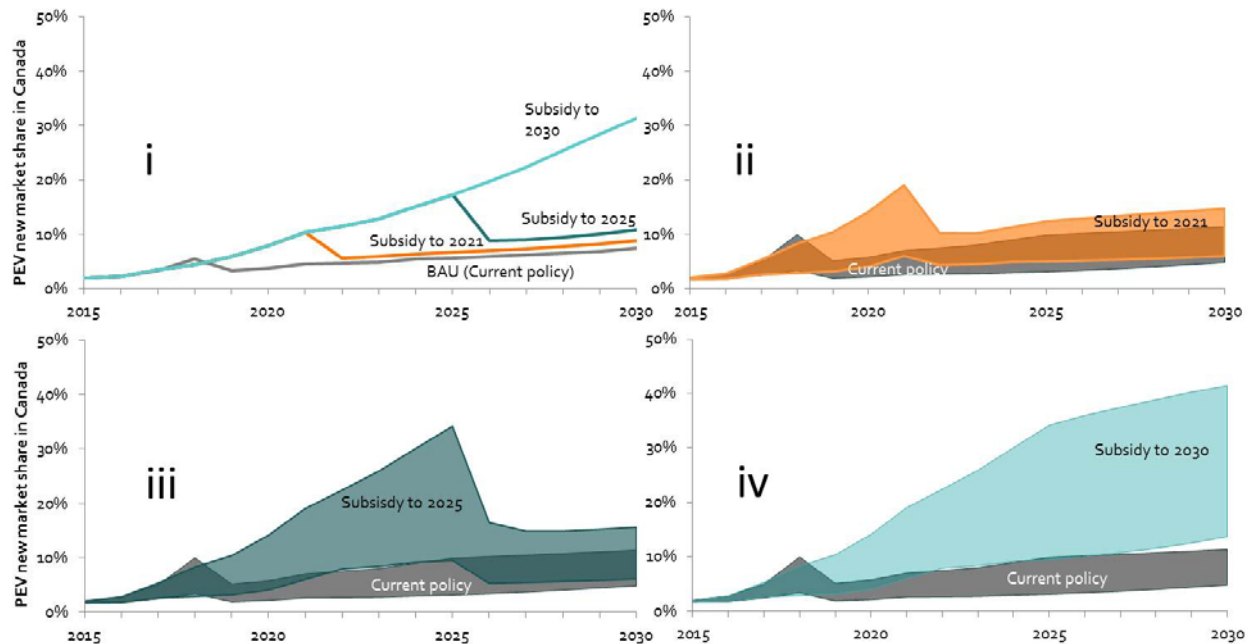 50%
40%
30%
20%
10%
0%
PEV new market share in Canada
i
Subsidy to
2030
Subsidy to 2025
Subsidy to 2021
BAU (Current policy)
2015
2020
2025
2030
50%
40%
30%
20%
10%
0%
ii
Subsidy to 2021
Current policy
2015
2020
2025
2030
50%
40%
30%
20%
10%
0%
PEV new market share in Canada
iii
Subsisdy to 2025
Current policy
2015
2020
2025
2030
50%
40%
30%
20%
10%
0%
iv
Subsidy to 2030
Current policy
2015
2020
2025
2030